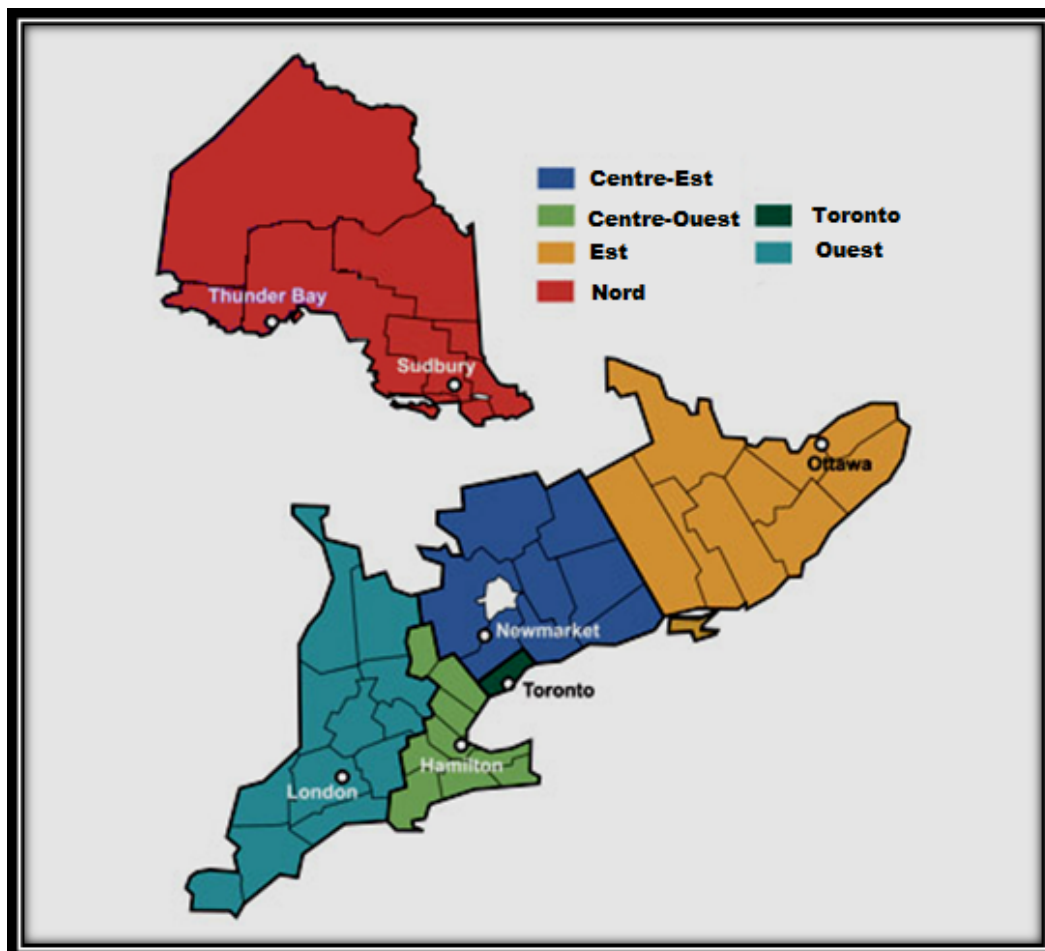 Centre-Est
Centre-Ouest
Toronto
Est
Ouest
Nord
Thunder Bay
Sudbury
Ottawa
Newmarket
Toronto
Hamilton
London